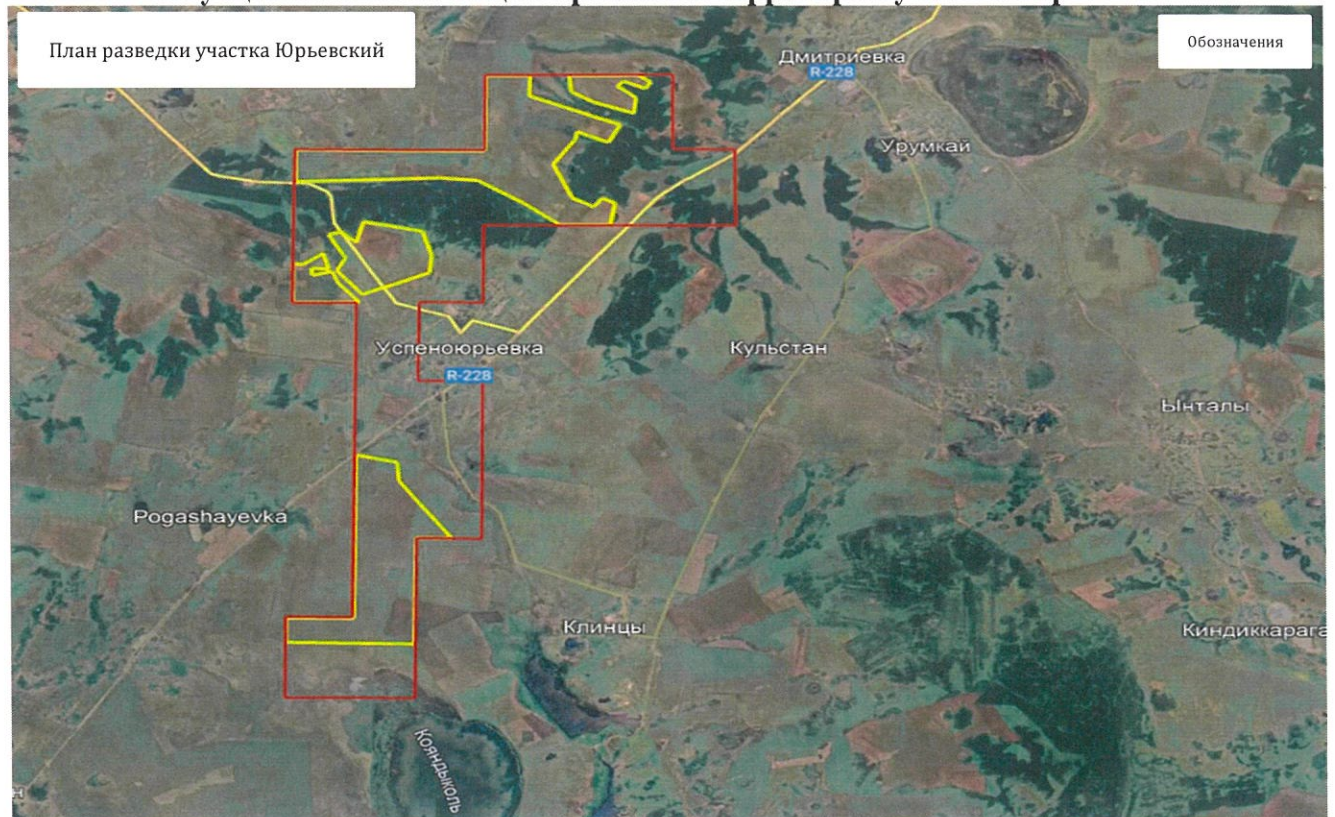 План разведки участка Юрьевский
Обозначения
Дмитриевка
R-228
Урумкай
Успеноюрьевка
R-228
Кульстан
Ынталы
Pogashayevka
Клинцы
Киндиккарага
Кояндыколь